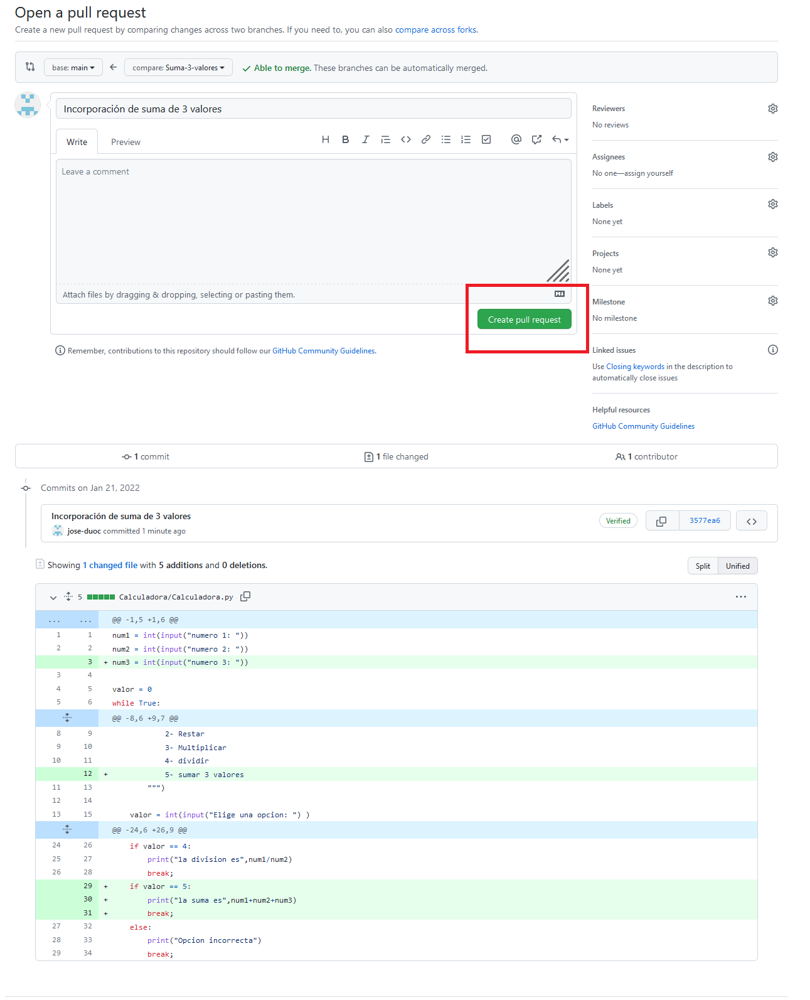 Open a pull request
Create a new pull request by comparing changes across two branches. If you need to, you can also compare across forks.
base: main ← compare: Suma-3-valores ✓ Able to merge. These branches can be automatically merged.
Incorporación de suma de 3 valores
Write Preview
Leave a comment
Attach files by dragging & dropping, selecting or pasting them.
Create pull request
Remember, contributions to this repository should follow our GitHub Community Guidelines.
Reviewers
No reviews
Assignees
No one—assign yourself
Labels
None yet
Projects
None yet
Milestone
No milestone
Linked issues
Use Closing keywords in the description to
automatically close issues
Helpful resources
GitHub Community Guidelines
1 commit 1 file changed 1 contributor
Commits on Jan 21, 2022
Incorporación de suma de 3 valores
jose-duoc committed 1 minute ago
Verified 3577ea6
Showing 1 changed file with 5 additions and 0 deletions.
Split Unified
5 Calculadora/Calculadora.py ...
... ... @@ -1,5 +1,6 @@
1 1 num1 = int(input("numero 1: "))
2 2 num2 = int(input("numero 2: "))
3 + num3 = int(input("numero 3: "))
3 4
4 5 valor = 0
5 6 while True:
@@ -8,6 +9,7 @@
8 9 2- Restar
9 10 3- Multiplicar
10 11 4- dividir
12 + 5- sumar 3 valores
11 13 """)
12 14
13 15 valor = int(input("Elige una opcion: ") )
@@ -24,6 +26,9 @@
24 26 if valor == 4:
25 27 print("la division es",num1/num2)
26 28 break;
29 + if valor == 5:
30 + print("la suma es",num1+num2+num3)
31 + break;
27 32 else:
28 33 print("Opcion incorrecta")
29 34 break;